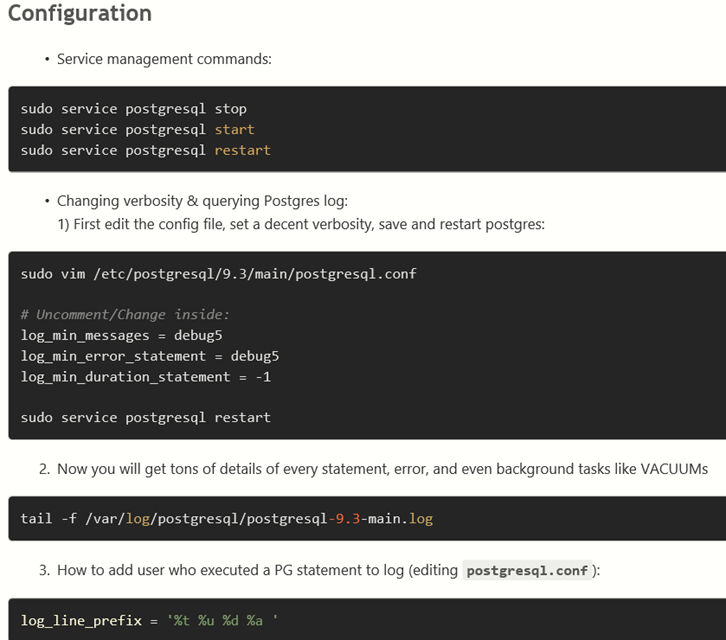 Configuration
• Service management commands:
sudo service postgresql stop
sudo service postgresql start
sudo service postgresql restart
• Changing verbosity & querying Postgres log:
1) First edit the config file, set a decent verbosity, save and restart postgres:
sudo vim /etc/postgresql/9.3/main/postgresql.conf
# Uncomment/Change inside:
log_min_messages = debug5
log_min_error_statement = debug5
log_min_duration_statement = -1
sudo service postgresql restart
2. Now you will get tons of details of every statement, error, and even background tasks like VACUUMs
tail -f /var/log/postgresql/postgresql-9.3-main.log
3. How to add user who executed a PG statement to log (editing postgresql.conf):
log_line_prefix = '%t %u %d %a '